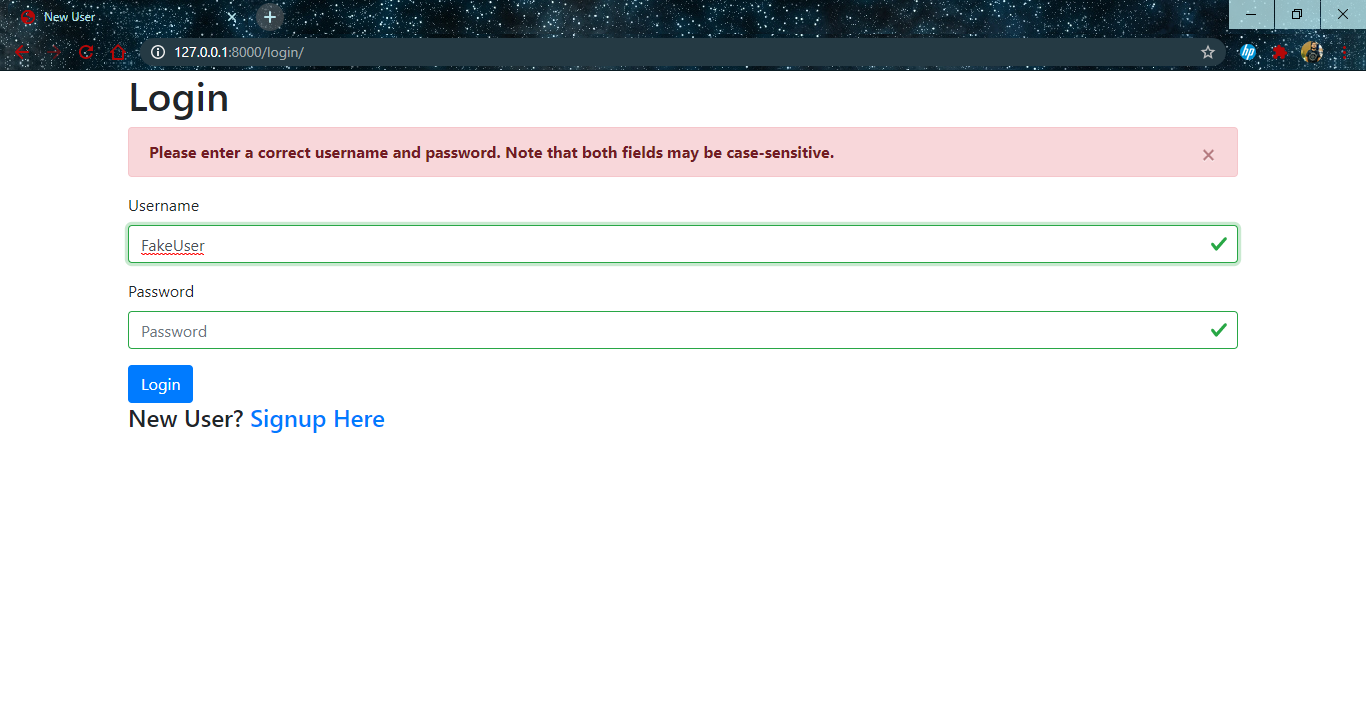 New User
127.0.0.1:8000/login/
hp
Login
Please enter a correct username and password. Note that both fields may be case-sensitive.
Username
FakeUser
Password
Password
Login
New User? Signup Here